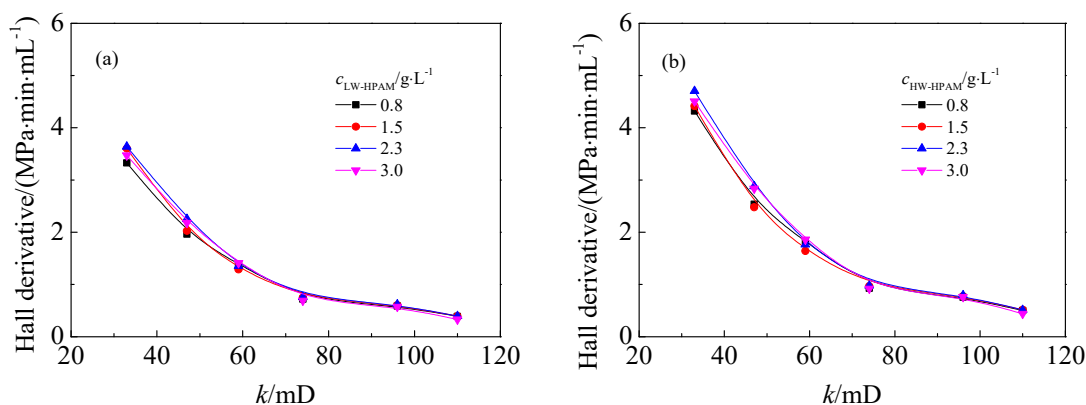 (a)
Hall derivative/(MPa·min·mL⁻¹)
6
4
2
0
c_LW-HPAM/g·L⁻¹
0.8
1.5
2.3
3.0
20 40 60 80 100 120
k/mD
(b)
Hall derivative/(MPa·min·mL⁻¹)
6
4
2
0
c_HW-HPAM/g·L⁻¹
0.8
1.5
2.3
3.0
20 40 60 80 100 120
k/mD